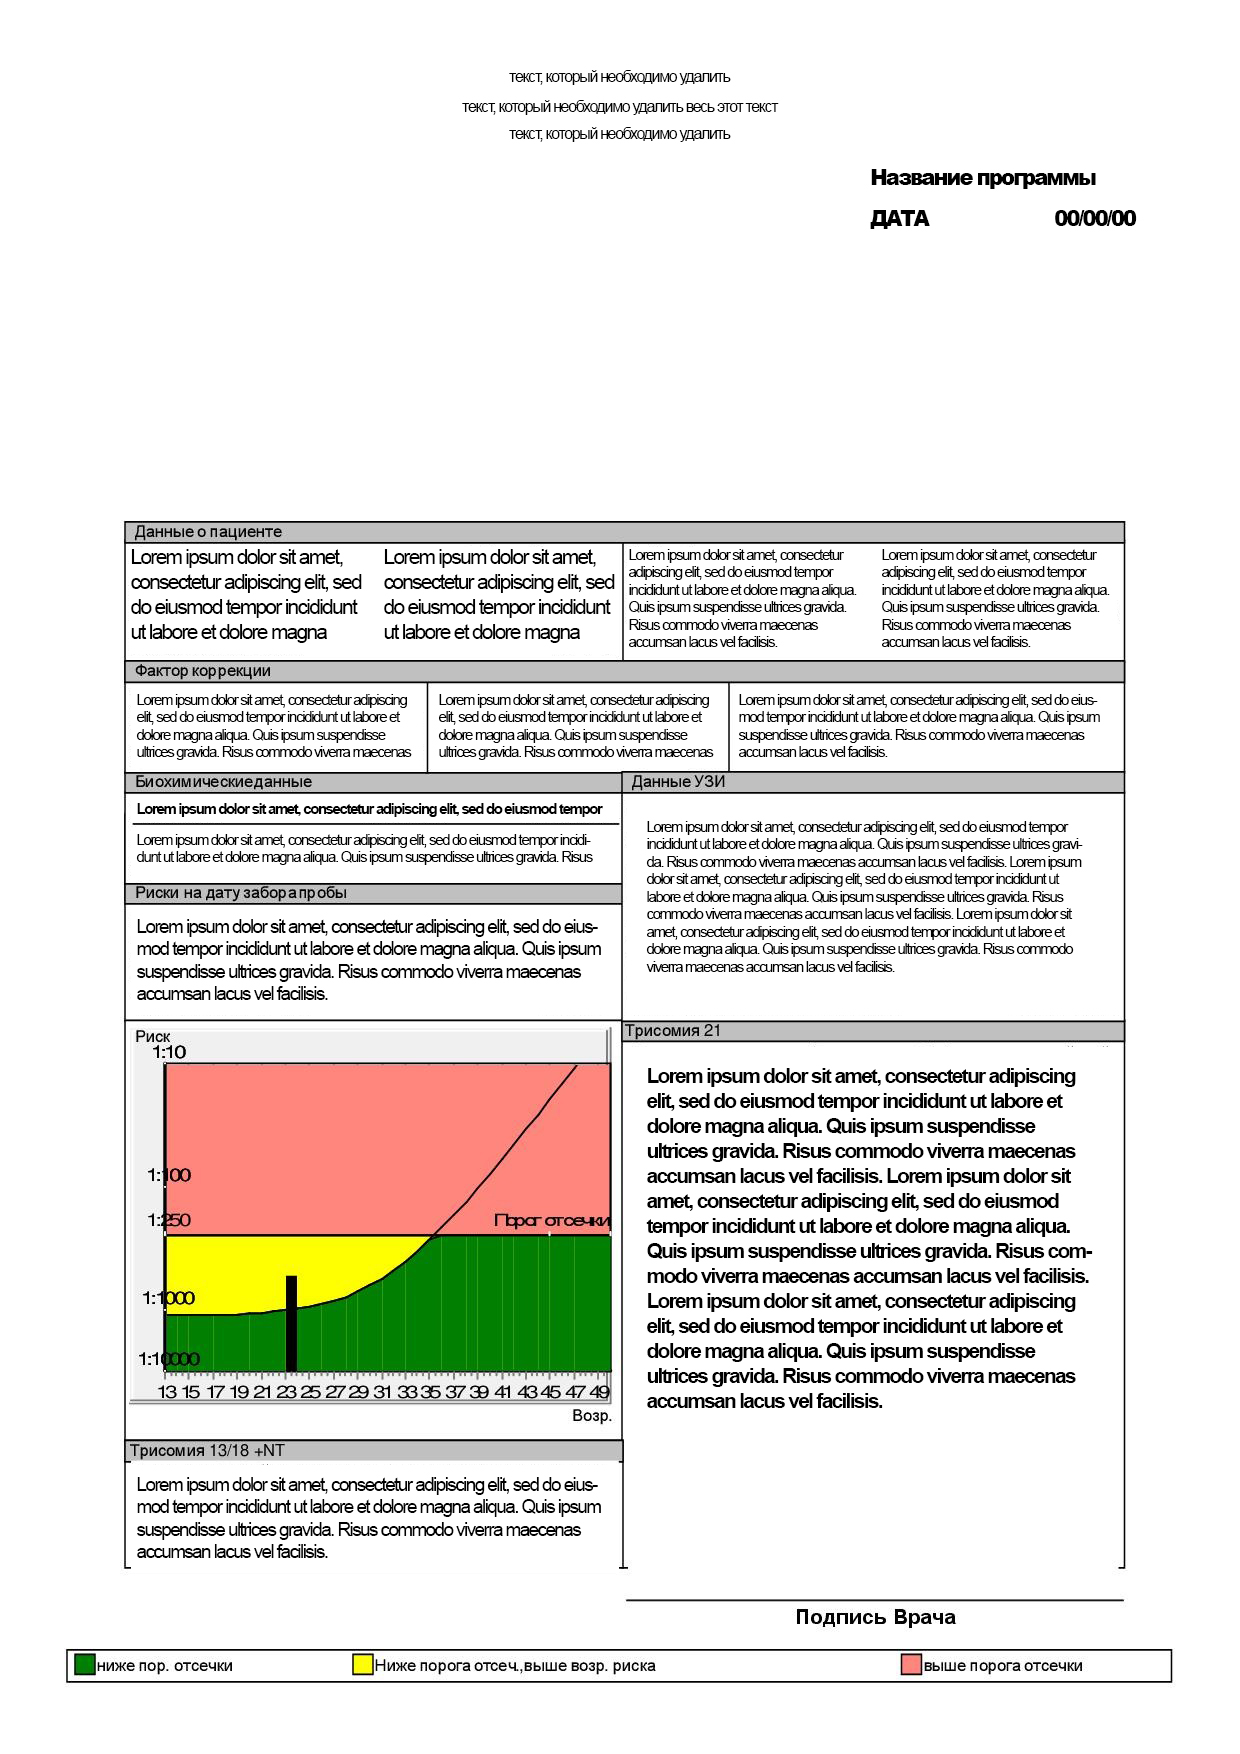 текст, который необходимо удалить
текст, который необходимо удалить весь этот текст
текст, который необходимо удалить
Название программы
ДАТА 00/00/00
Данные о пациенте
Lorem ipsum dolor sit amet,
consectetur adipiscing elit, sed
do eiusmod tempor incididunt
ut labore et dolore magna
Lorem ipsum dolor sit amet,
consectetur adipiscing elit, sed
do eiusmod tempor incididunt
ut labore et dolore magna
Lorem ipsum dolor sit amet, consectetur
adipiscing elit, sed do eiusmod tempor
incididunt ut labore et dolore magna aliqua.
Quis ipsum suspendisse ultrices gravida.
Risus commodo viverra maecenas
accumsan lacus vel facilisis.
Lorem ipsum dolor sit amet, consectetur
adipiscing elit, sed do eiusmod tempor
incididunt ut labore et dolore magna aliqua.
Quis ipsum suspendisse ultrices gravida.
Risus commodo viverra maecenas
accumsan lacus vel facilisis.
Фактор коррекции
Lorem ipsum dolor sit amet, consectetur adipiscing
elit, sed do eiusmod tempor incididunt ut labore et
dolore magna aliqua. Quis ipsum suspendisse
ultrices gravida. Risus commodo viverra maecenas
Lorem ipsum dolor sit amet, consectetur adipiscing
elit, sed do eiusmod tempor incididunt ut labore et
dolore magna aliqua. Quis ipsum suspendisse
ultrices gravida. Risus commodo viverra maecenas
Lorem ipsum dolor sit amet, consectetur adipiscing elit, sed do eius-
mod tempor incididunt ut labore et dolore magna aliqua. Quis ipsum
suspendisse ultrices gravida. Risus commodo viverra maecenas
accumsan lacus vel facilisis.
Биохимическиеданные
Lorem ipsum dolor sit amet, consectetur adipiscing elit, sed do eiusmod tempor
Lorem ipsum dolor sit amet, consectetur adipiscing elit, sed do eiusmod tempor incidi-
dunt ut labore et dolore magna aliqua. Quis ipsum suspendisse ultrices gravida. Risus
Данные УЗИ
Lorem ipsum dolor sit amet, consectetur adipiscing elit, sed do eiusmod tempor
incididunt ut labore et dolore magna aliqua. Quis ipsum suspendisse ultrices gravi-
da. Risus commodo viverra maecenas accumsan lacus vel facilisis. Lorem ipsum
dolor sit amet, consectetur adipiscing elit, sed do eiusmod tempor incididunt ut
labore et dolore magna aliqua. Quis ipsum suspendisse ultrices gravida. Risus
commodo viverra maecenas accumsan lacus vel facilisis. Lorem ipsum dolor sit
amet, consectetur adipiscing elit, sed do eiusmod tempor incididunt ut labore et
dolore magna aliqua. Quis ipsum suspendisse ultrices gravida. Risus commodo
viverra maecenas accumsan lacus vel facilisis.
Риски на дату забора пробы
Lorem ipsum dolor sit amet, consectetur adipiscing elit, sed do eius-
mod tempor incididunt ut labore et dolore magna aliqua. Quis ipsum
suspendisse ultrices gravida. Risus commodo viverra maecenas
accumsan lacus vel facilisis.
Риск
1:10
1:100
1:250
Порог отсечки
1:1000
1:10000
13 15 17 19 21 23 25 27 29 31 33 35 37 39 41 43 45 47 49
Возр.
Трисомия 21
Lorem ipsum dolor sit amet, consectetur adipiscing
elit, sed do eiusmod tempor incididunt ut labore et
dolore magna aliqua. Quis ipsum suspendisse
ultrices gravida. Risus commodo viverra maecenas
accumsan lacus vel facilisis. Lorem ipsum dolor sit
amet, consectetur adipiscing elit, sed do eiusmod
tempor incididunt ut labore et dolore magna aliqua.
Quis ipsum suspendisse ultrices gravida. Risus com-
modo viverra maecenas accumsan lacus vel facilisis.
Lorem ipsum dolor sit amet, consectetur adipiscing
elit, sed do eiusmod tempor incididunt ut labore et
dolore magna aliqua. Quis ipsum suspendisse
ultrices gravida. Risus commodo viverra maecenas
accumsan lacus vel facilisis.
Трисомия 13/18 +NT
Lorem ipsum dolor sit amet, consectetur adipiscing elit, sed do eius-
mod tempor incididunt ut labore et dolore magna aliqua. Quis ipsum
suspendisse ultrices gravida. Risus commodo viverra maecenas
accumsan lacus vel facilisis.
Подпись Врача
ниже пор. отсечки Ниже порога отсеч.,выше возр. риска выше порога отсечки